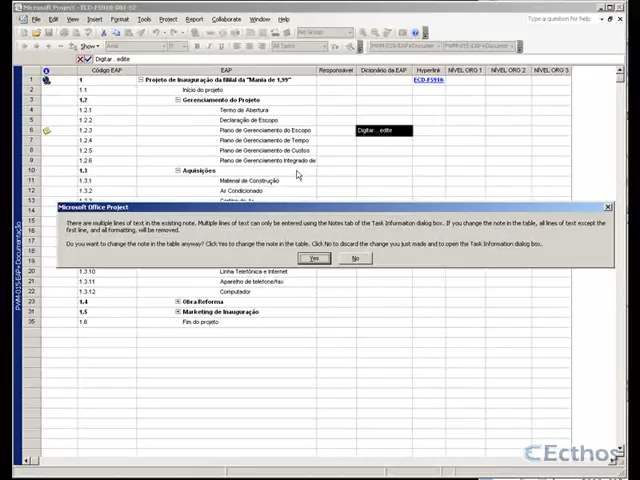 Microsoft Project - ECD-F5918-001-S2
File Edit View Insert Format Tools Project Report Collaborate Window Help
Type a question for help
Show
Arial
All Tasks
No Group
Digitar...edite
Código EAP EAP Responsável Dicionário da EAP Hyperlink NÍVEL ORG 1 NÍVEL ORG 2 NÍVEL ORG 3
1 1 Projeto de Inauguração da filial da "Mania de 1,99" ECD-F5918
2 1.1 Início do projeto
3 1.2 Gerenciamento do Projeto
4 1.2.1 Termo de Abertura
5 1.2.2 Declaração de Escopo
6 1.2.3 Plano de Gerenciamento do Escopo Digitar...edite
7 1.2.4 Plano de Gerenciamento de Tempo
8 1.2.5 Plano de Gerenciamento de Custos
9 1.2.6 Plano de Gerenciamento Integrado de
10 1.3 Aquisições
11 1.3.1 Material de Construção
12 1.3.2 Ar Condicionado
Microsoft Office Project
There are multiple lines of text in the existing note. Multiple lines of text can only be entered using the Notes tab of the Task Information dialog box. If you change the note in the table, all lines of text except the
first line, and all formatting, will be removed.
Do you want to change the note in the table anyway? Click Yes to change the note in the table. Click No to discard the change you just made and to open the Task Information dialog box.
Yes No
20 1.3.10 Linha Telefônica e Internet
21 1.3.11 Aparelho de telefone/fax
22 1.3.12 Computador
23 1.4 Obra/Reforma
31 1.5 Marketing de Inauguração
35 1.6 Fim do projeto
PWM-015-EAP+Documentação
Ecthos